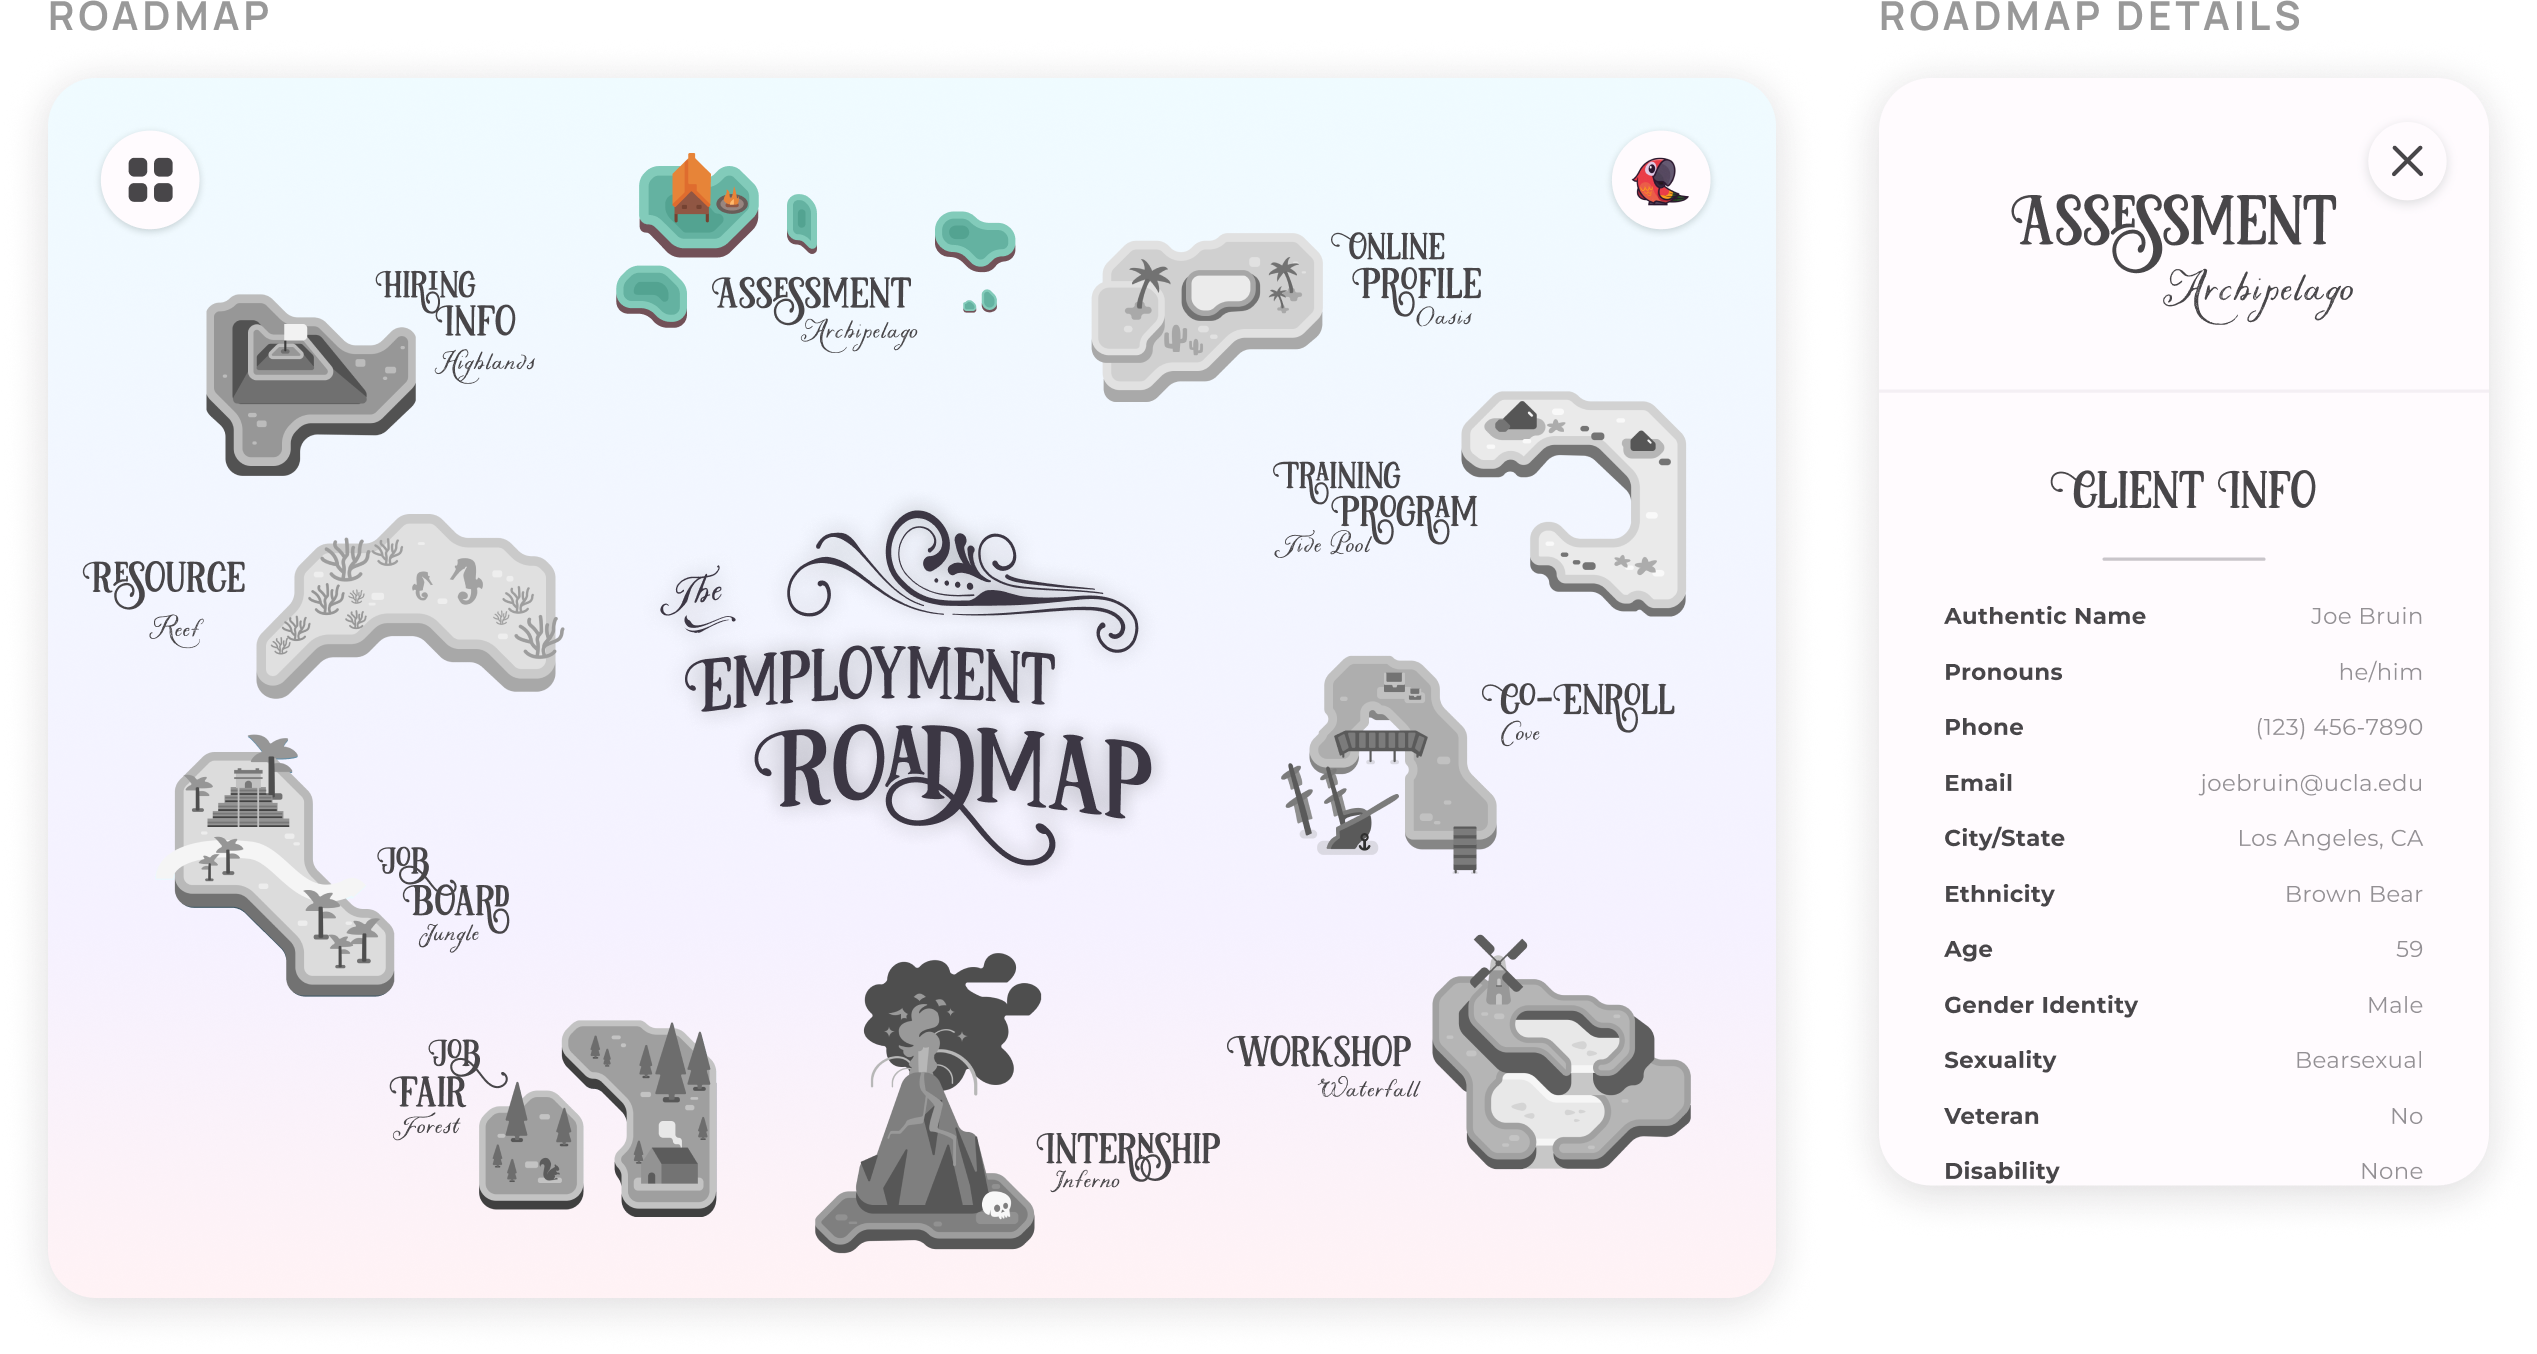 ROADMAP
ROADMAP DETAILS
ASSESSMENT
Archipelago
ONLINE
PROFILE
Oasis
HIRING
INFO
Highlands
TRAINING
PROGRAM
Tide Pool
RESOURCE
Reef
The
EMPLOYMENT
ROADMAP
CO-ENROLL
Cove
JOB
BOARD
Jungle
JOB
FAIR
Forest
WORKSHOP
Waterfall
INTERNSHIP
Inferno
ASSESSMENT
Archipelago
CLIENT INFO
Authentic Name Joe Bruin
Pronouns he/him
Phone (123) 456-7890
Email joebruin@ucla.edu
City/State Los Angeles, CA
Ethnicity Brown Bear
Age 59
Gender Identity Male
Sexuality Bearsexual
Veteran No
Disability None